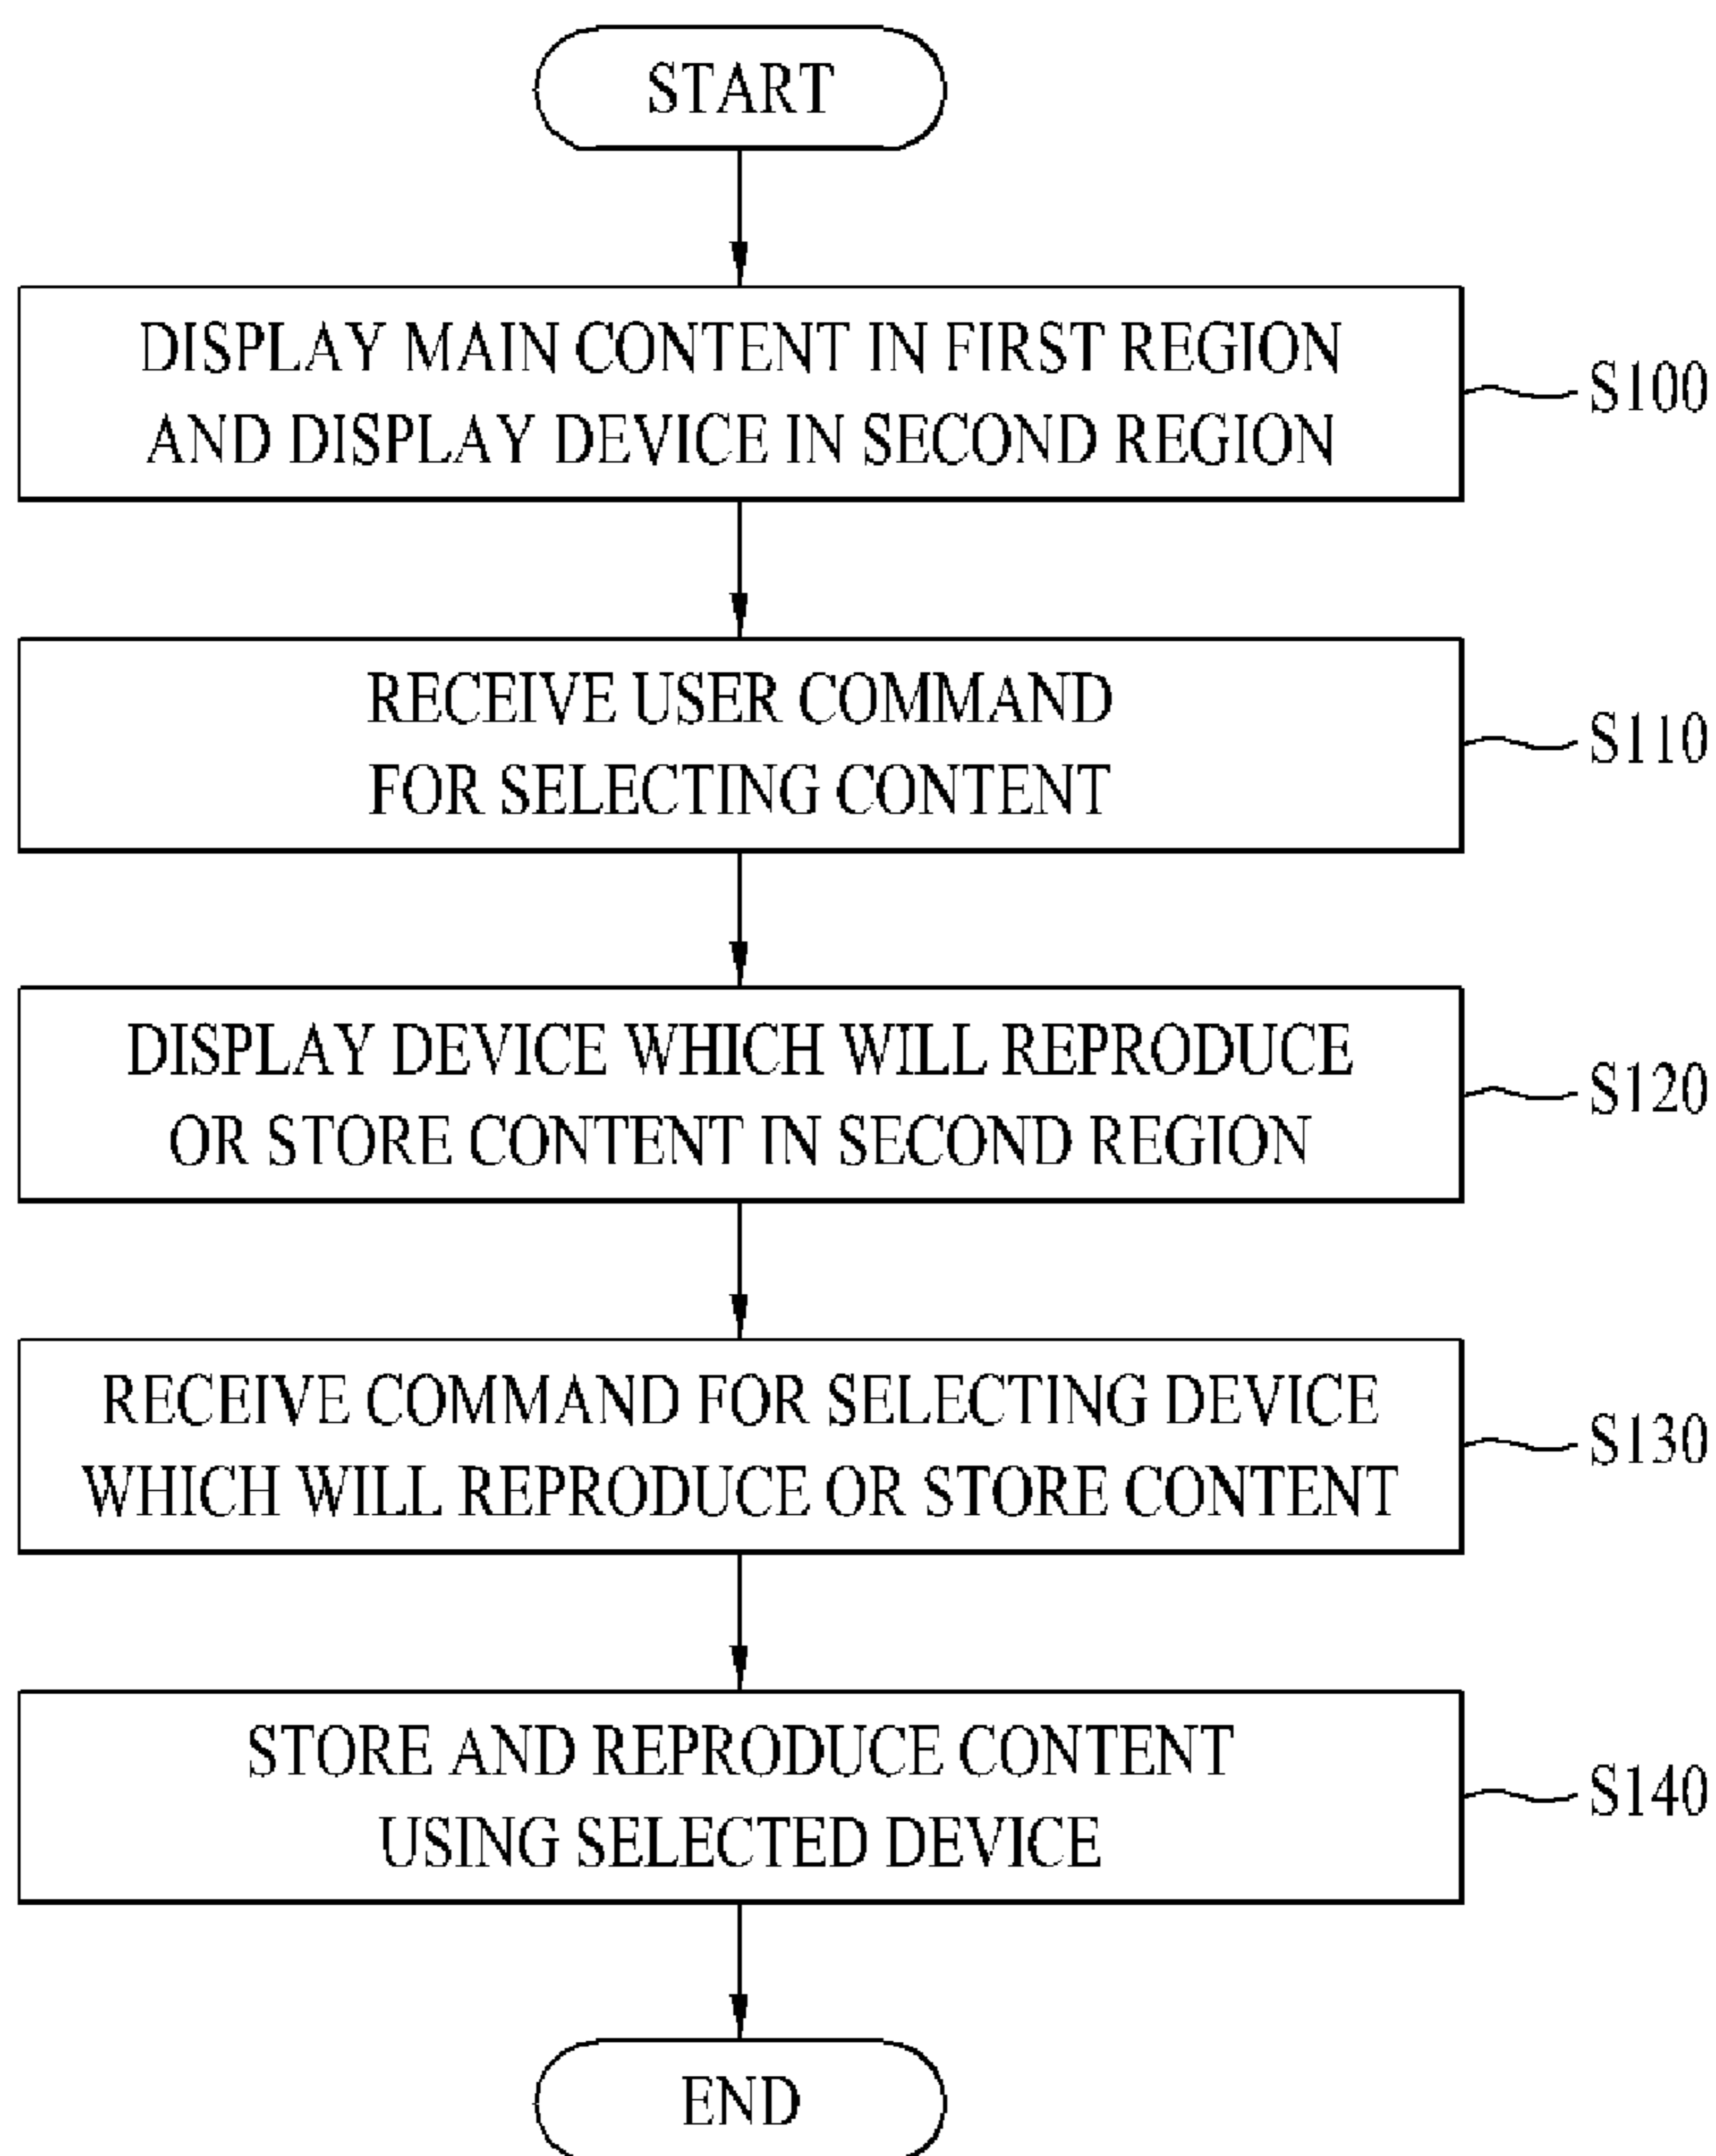 START
DISPLAY MAIN CONTENT IN FIRST REGION
AND DISPLAY DEVICE IN SECOND REGION
S100
RECEIVE USER COMMAND
FOR SELECTING CONTENT
S110
DISPLAY DEVICE WHICH WILL REPRODUCE
OR STORE CONTENT IN SECOND REGION
S120
RECEIVE COMMAND FOR SELECTING DEVICE
WHICH WILL REPRODUCE OR STORE CONTENT
S130
STORE AND REPRODUCE CONTENT
USING SELECTED DEVICE
S140
END